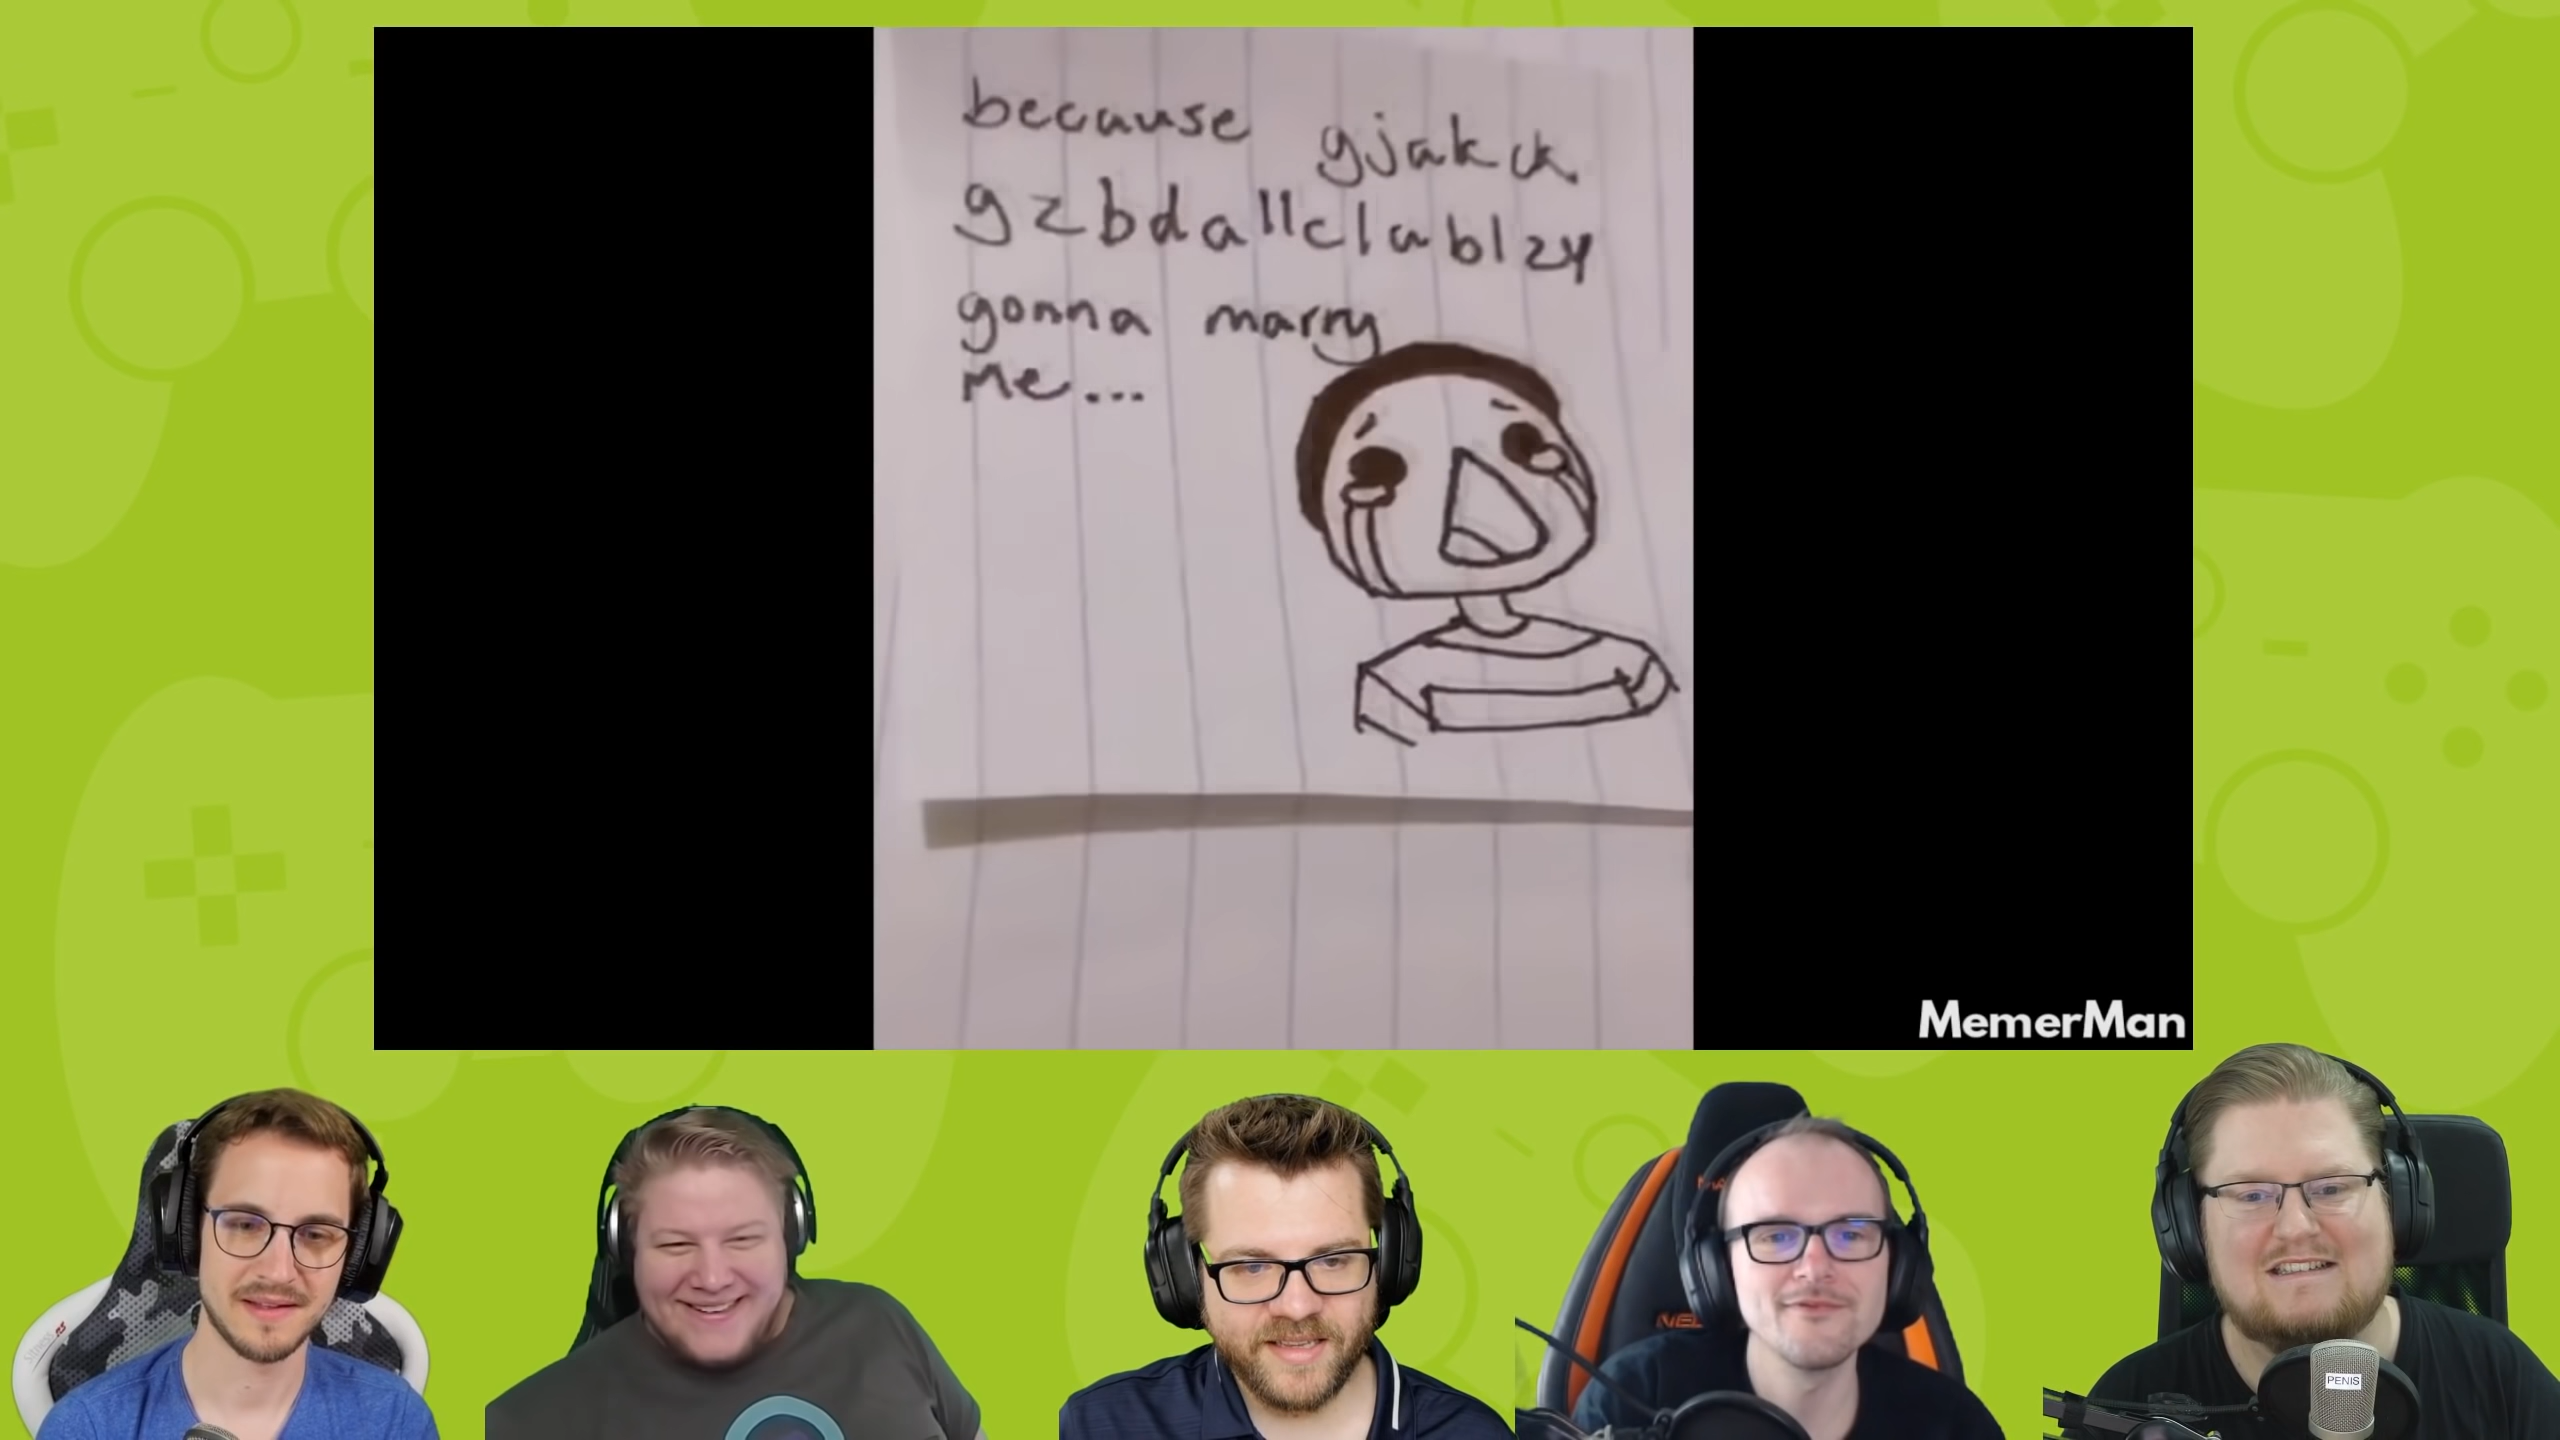 because gjakck
gzbdallclablzy
gonna marry
me...
MemerMan
PENIS